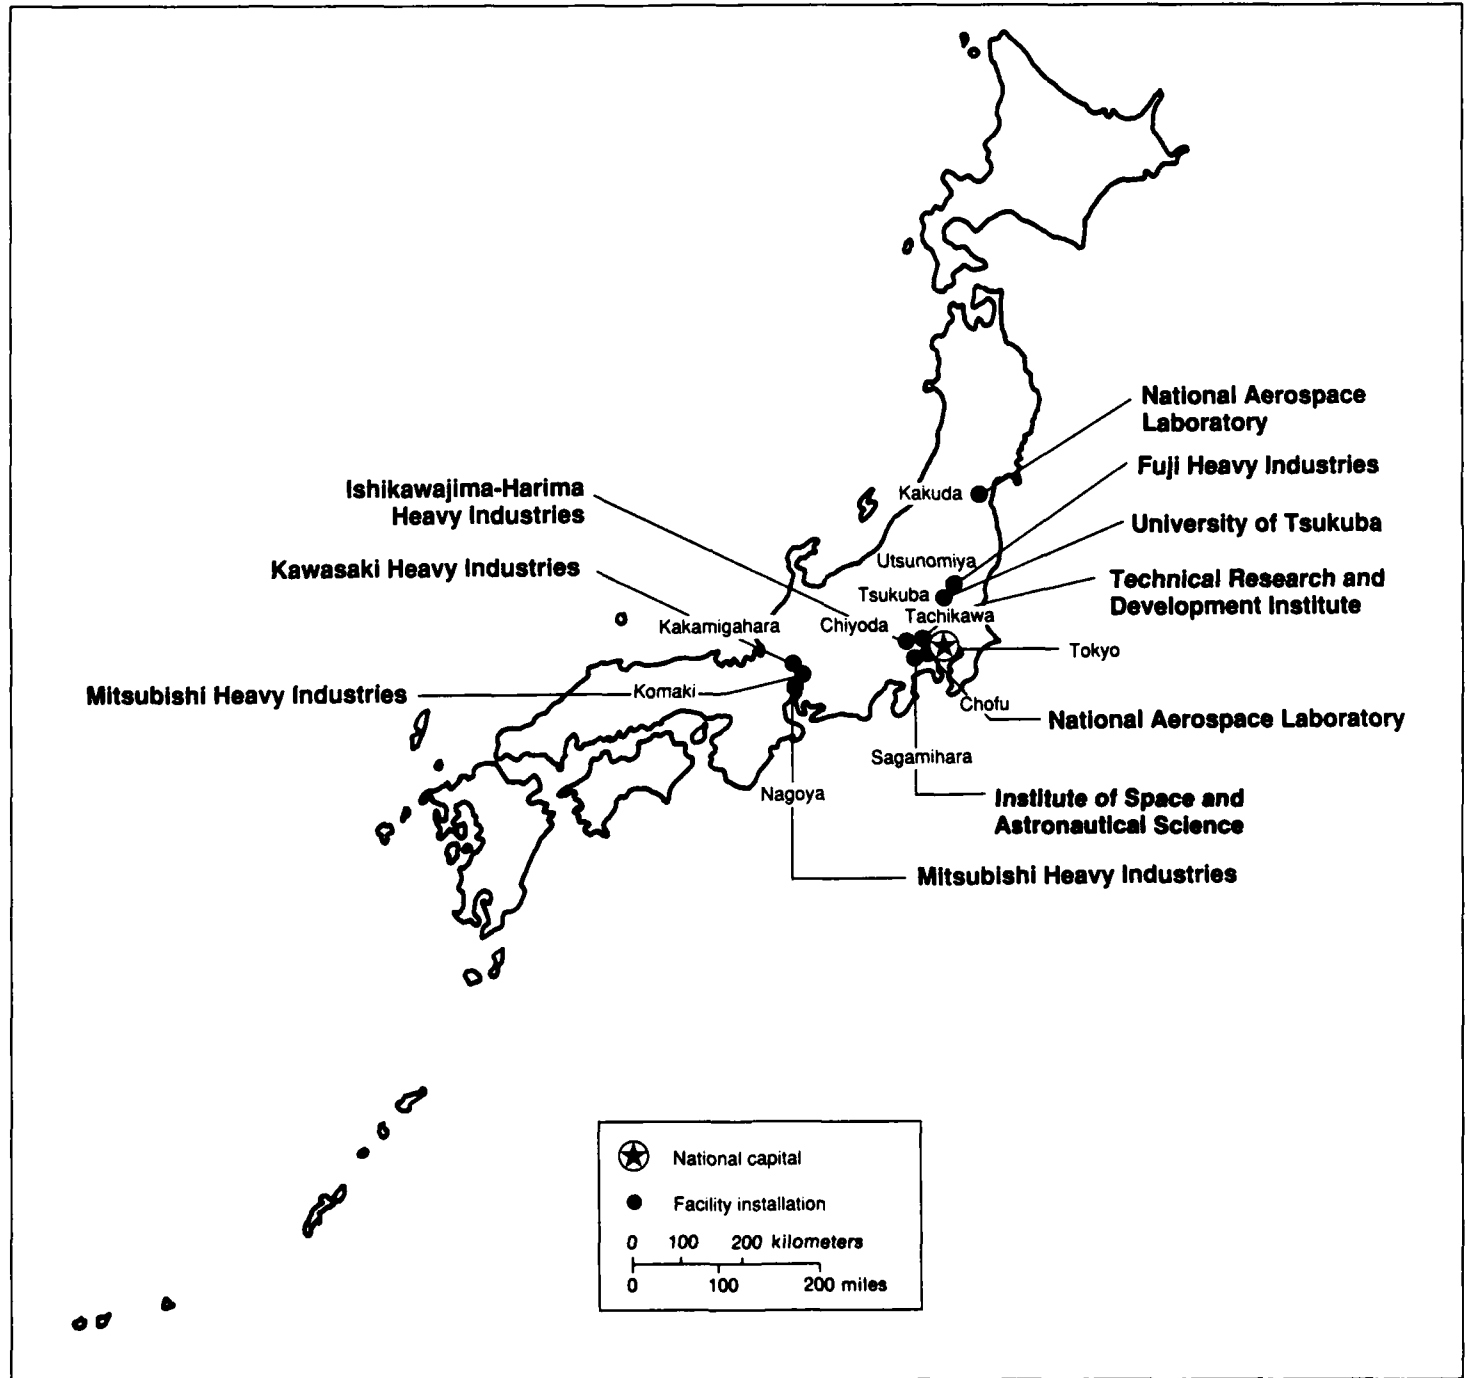 National Aerospace
Laboratory
Fuji Heavy Industries
Ishikawajima-Harima
Heavy Industries
Kakuda
University of Tsukuba
Kawasaki Heavy Industries
Utsunomiya
Tsukuba
Technical Research and
Development Institute
Tachikawa
Kakamigahara
Chiyoda
Tokyo
Mitsubishi Heavy Industries
Komaki
Chofu
National Aerospace Laboratory
Sagamihara
Nagoya
Institute of Space and
Astronautical Science
Mitsubishi Heavy Industries
National capital
Facility installation
0 100 200 kilometers
0 100 200 miles